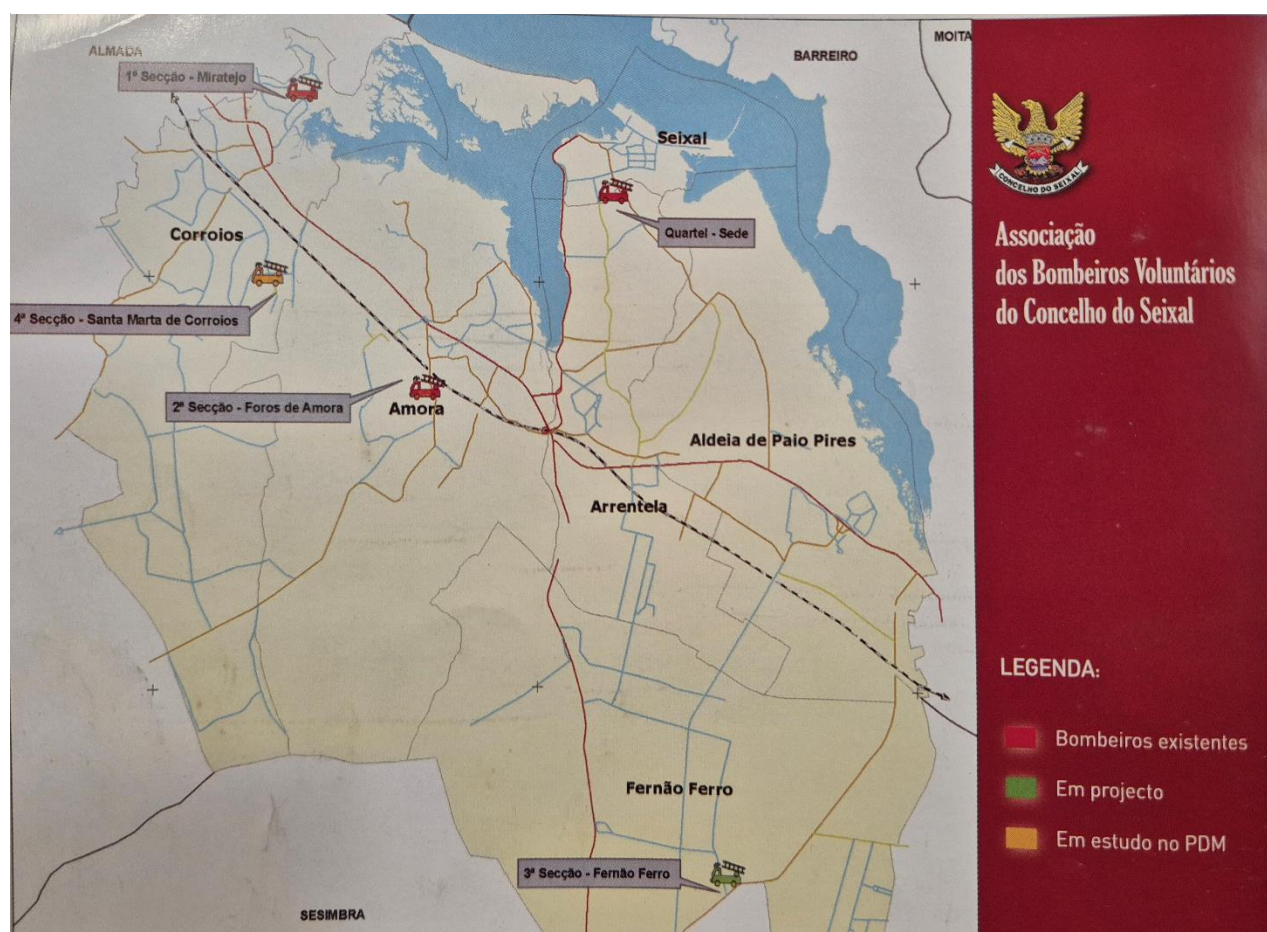 ALMADA
1ª Secção - Miratejo
MOITA
BARREIRO
Seixal
Quartel - Sede
Corroios
4ª Secção - Santa Marta de Corroios
2ª Secção - Foros de Amora
Amora
Aldeia de Paio Pires
Arrentela
Fernão Ferro
3ª Secção - Fernão Ferro
SESIMBRA
CONCELHO DO SEIXAL
Associação
dos Bombeiros Voluntários
do Concelho do Seixal
LEGENDA:
Bombeiros existentes
Em projecto
Em estudo no PDM